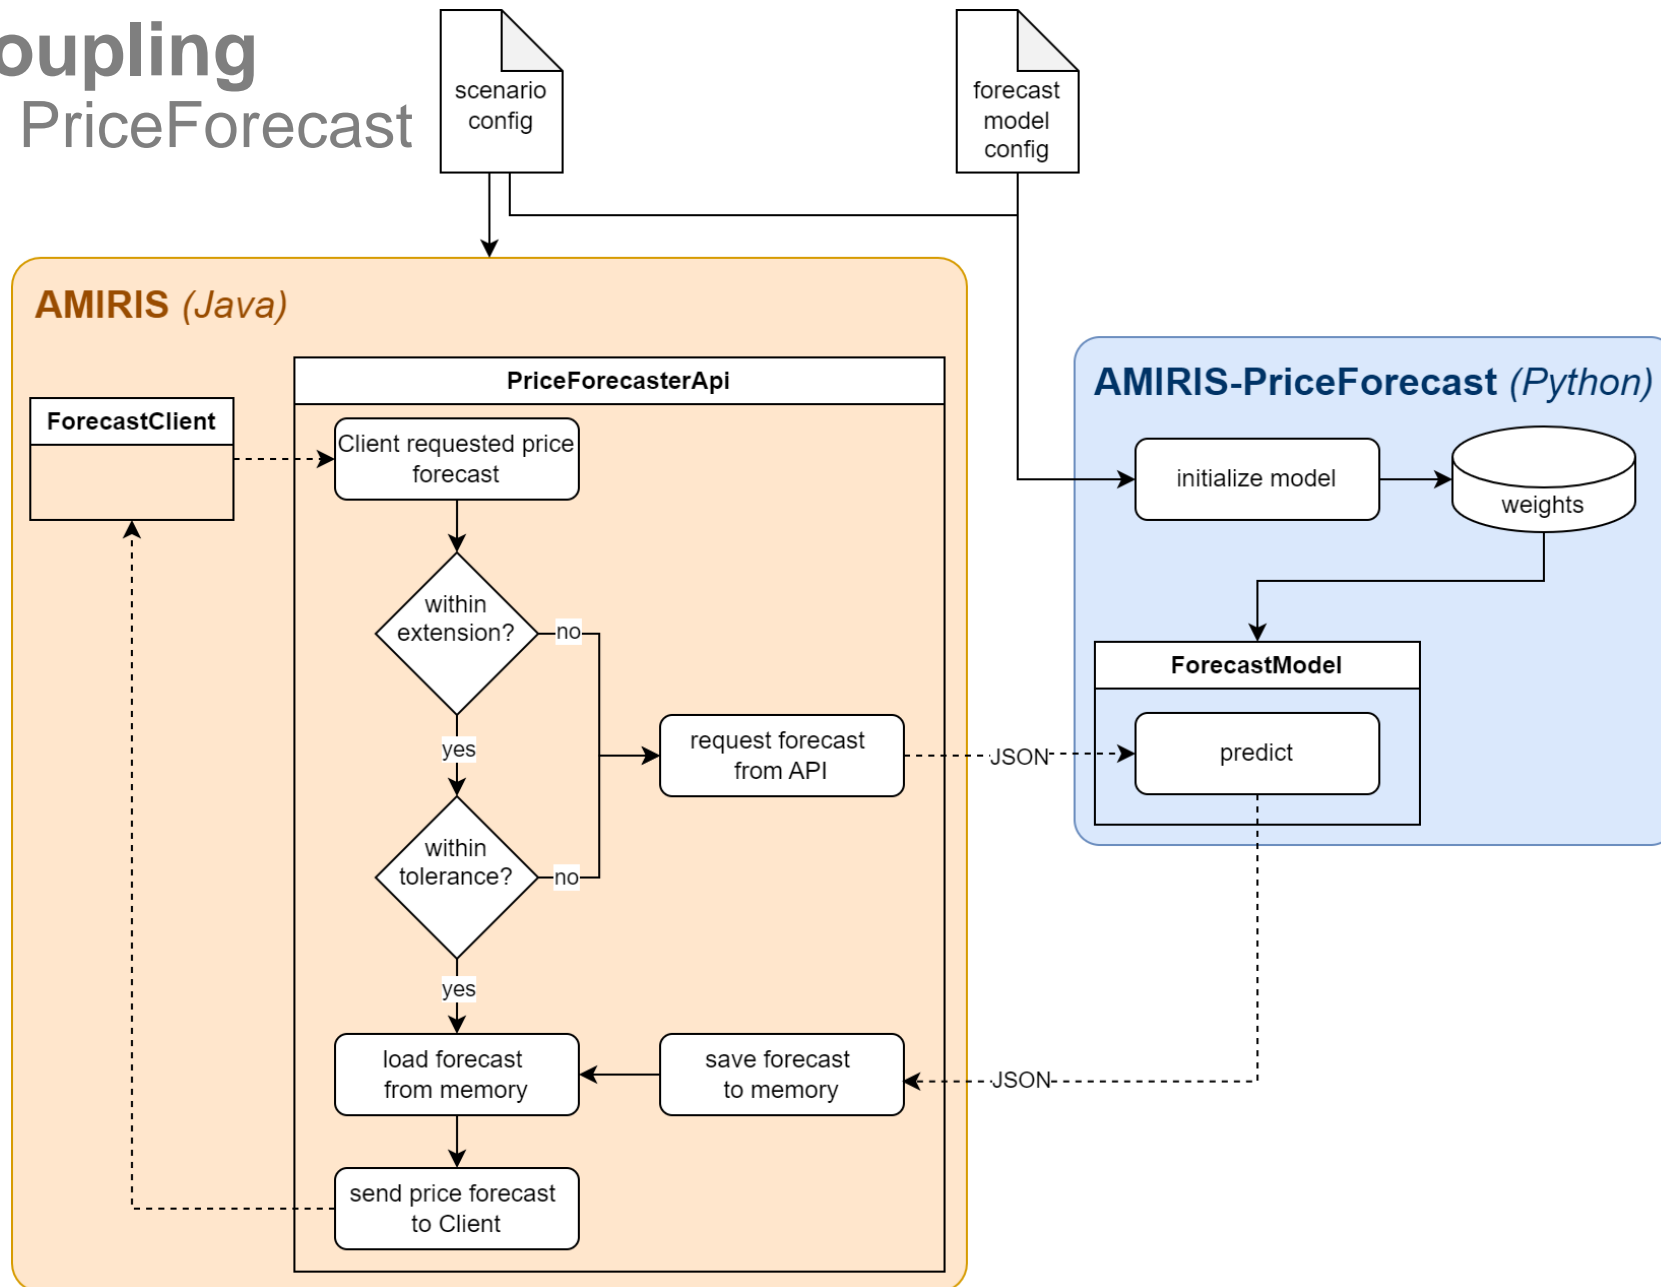 oupling
PriceForecast
scenario
config
forecast
model
config
AMIRIS (Java)
PriceForecasterApi
ForecastClient
Client requested price
forecast
within
extension?
no
yes
request forecast
from API
within
tolerance?
no
yes
load forecast
from memory
save forecast
to memory
send price forecast
to Client
JSON
JSON
AMIRIS-PriceForecast (Python)
initialize model
weights
ForecastModel
predict